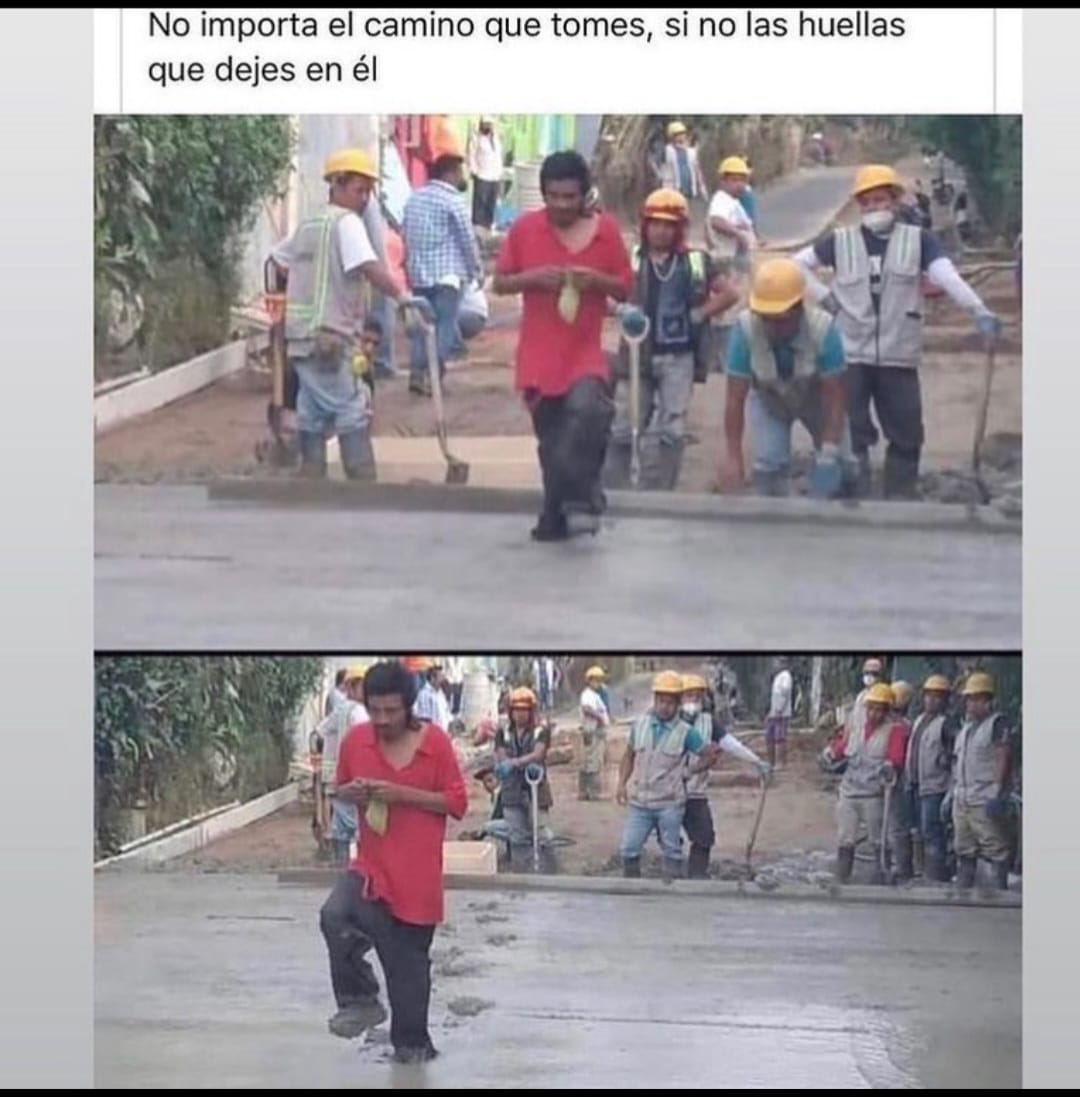 No importa el camino que tomes, si no las huellas
que dejes en él